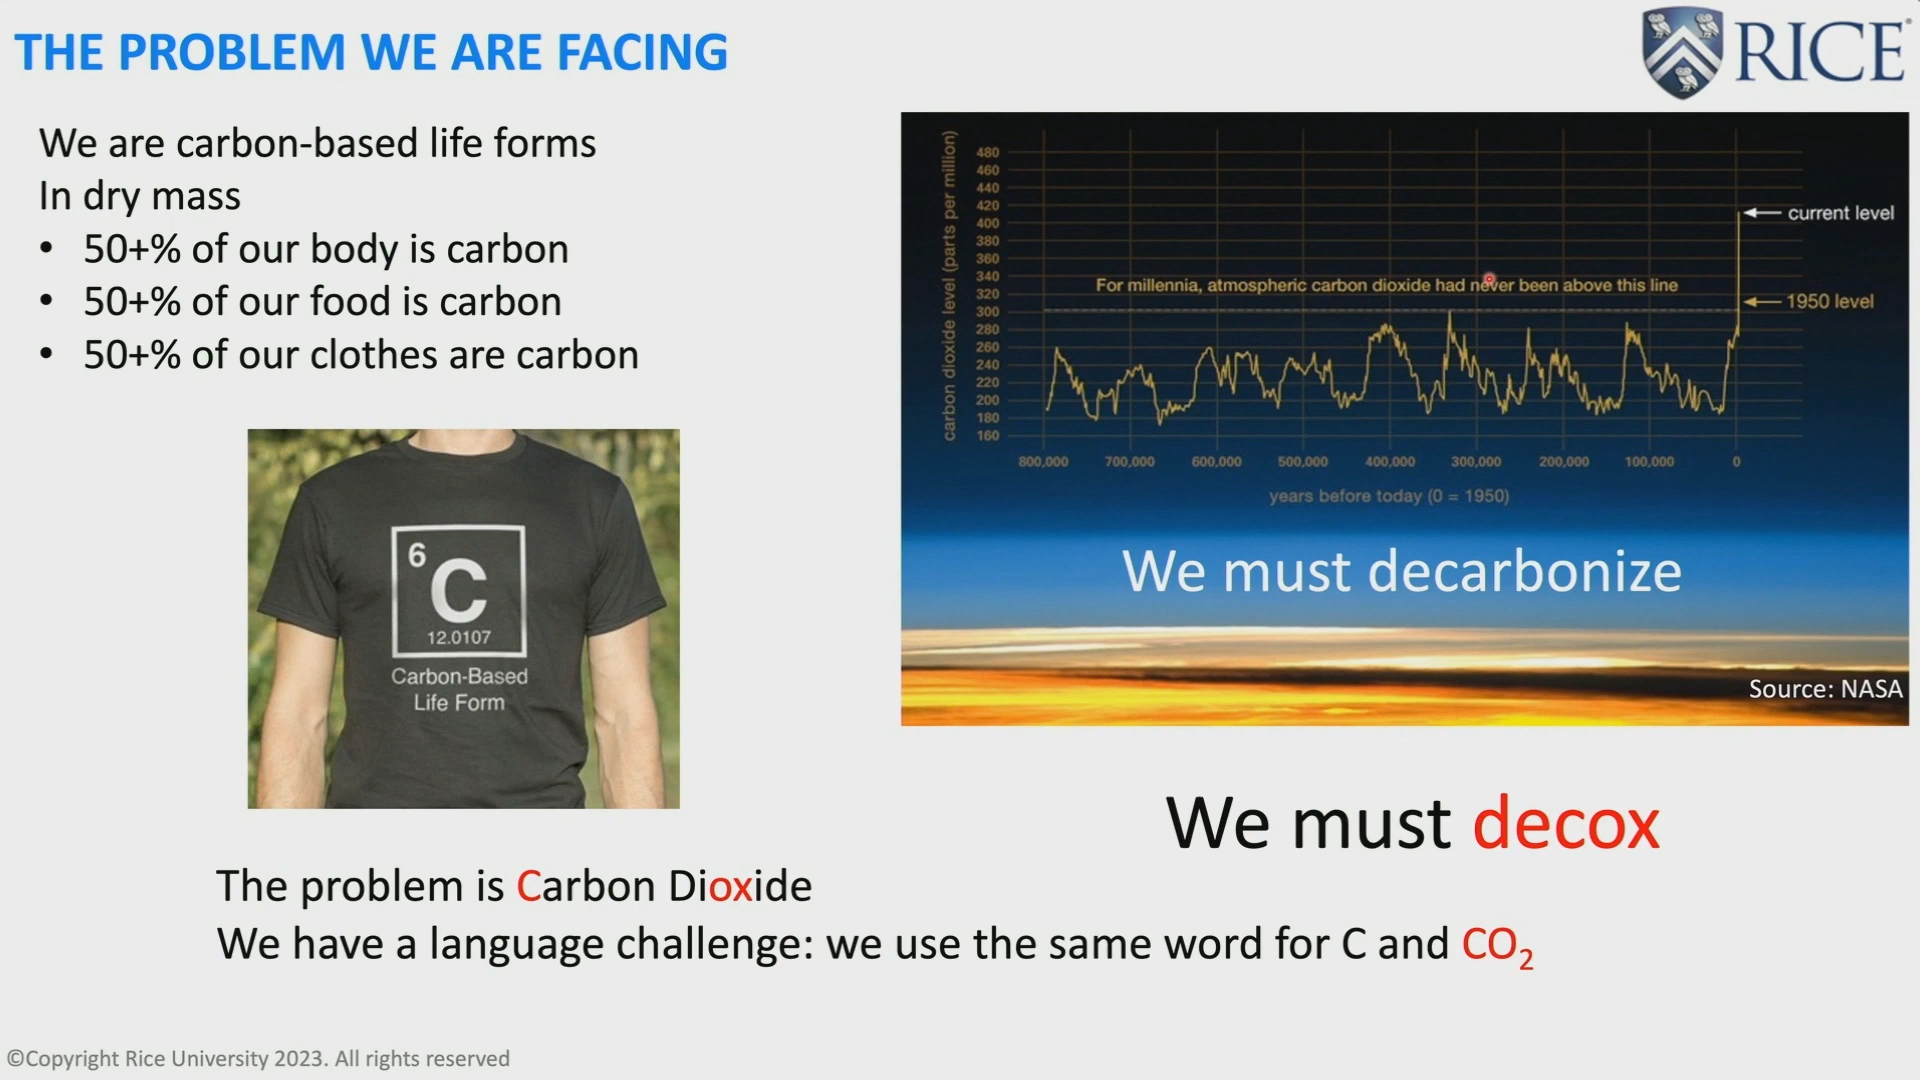 THE PROBLEM WE ARE FACING
RICE
We are carbon-based life forms
In dry mass
• 50+% of our body is carbon
• 50+% of our food is carbon
• 50+% of our clothes are carbon
6
C
12.0107
Carbon-Based
Life Form
carbon dioxide level (parts per million)
480
460
440
420
400
380
360
340
320
300
280
260
240
220
200
180
160
current level
For millennia, atmospheric carbon dioxide had never been above this line
1950 level
800,000 700,000 600,000 500,000 400,000 300,000 200,000 100,000 0
years before today (0 = 1950)
We must decarbonize
Source: NASA
We must decox
The problem is Carbon Dioxide
We have a language challenge: we use the same word for C and CO₂
©Copyright Rice University 2023. All rights reserved